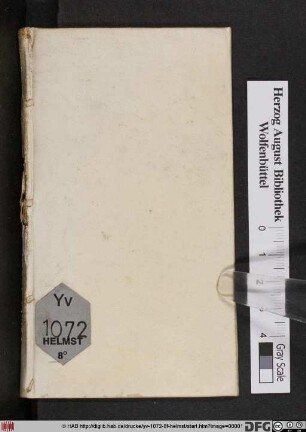 Yv
1072
HELMST
8°
Herzog August Bibliothek
Wolfenbüttel
0 1 2 3 4
Gray Scale
© HAB http://diglib.hab.de/drucke/yv-1072-8f-helmst/start.htm?image=00001
DFG